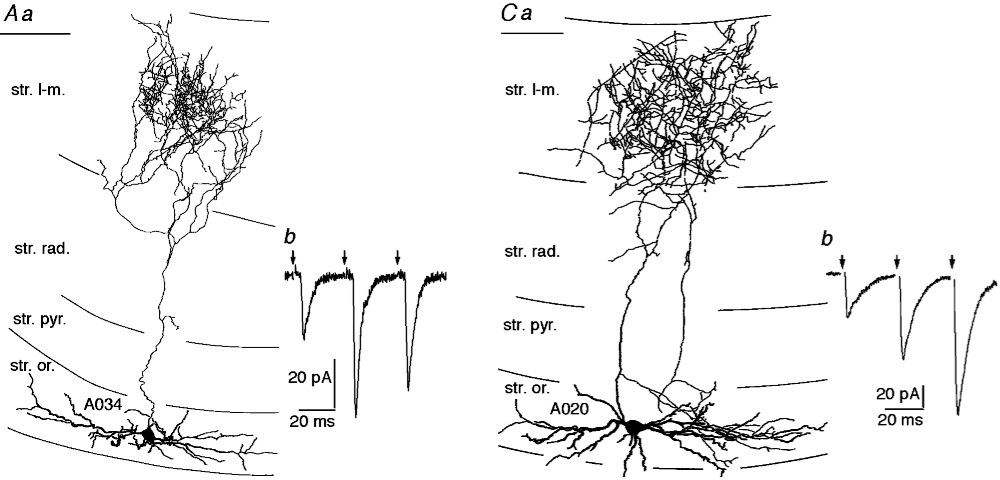 Aa
str. l-m.
str. rad.
str. pyr.
str. or.
A034
b
20 pA
20 ms
Ca
str. l-m.
str. rad.
str. pyr.
str. or.
A020
b
20 pA
20 ms